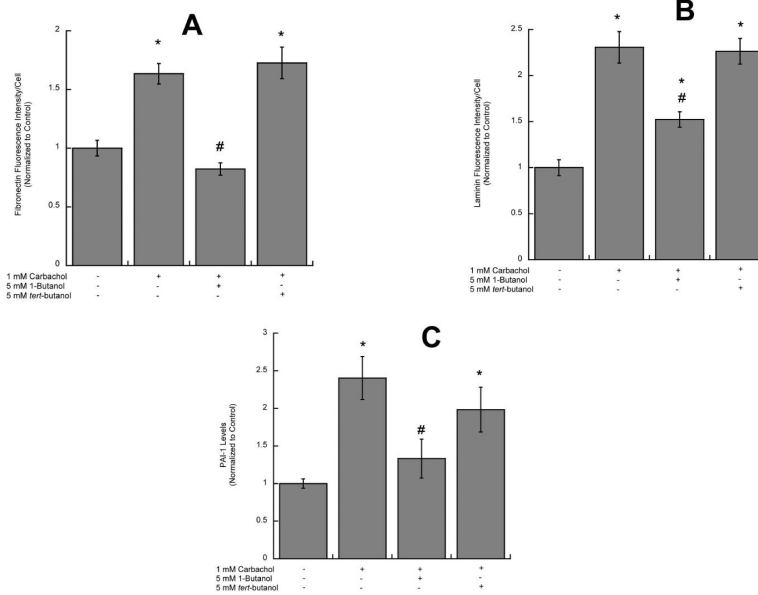 A
Fibronectin Fluorescence Intensity/Cell
(Normalized to Control)
2
1.5
1
0.5
0
*
#
*
1 mM Carbachol - + + +
5 mM 1-Butanol - - + -
5 mM tert-butanol - - - +
B
Laminin Fluorescence Intensity/Cell
(Normalized to Control)
2.5
2
1.5
1
0.5
0
*
*
#
*
1 mM Carbachol - + + +
5 mM 1-Butanol - - + -
5 mM tert-butanol - - - +
C
PAI-1 Levels
(Normalized to Control)
3
2.5
2
1.5
1
0.5
0
*
#
*
1 mM Carbachol - + + +
5 mM 1-Butanol - - + -
5 mM tert-butanol - - - +